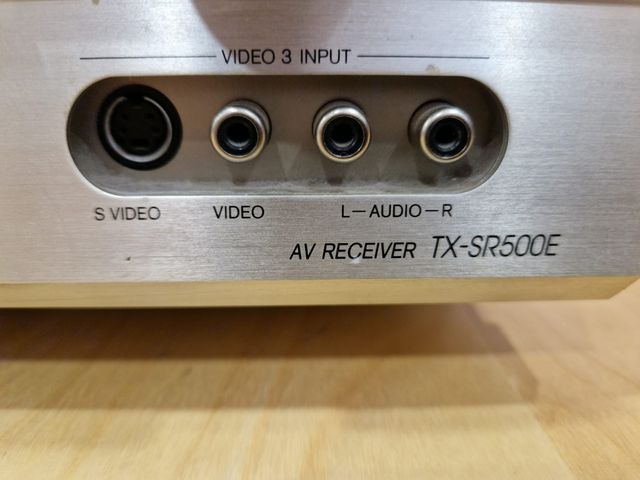 VIDEO 3 INPUT
S VIDEO VIDEO L-AUDIO-R
AV RECEIVER TX-SR500E